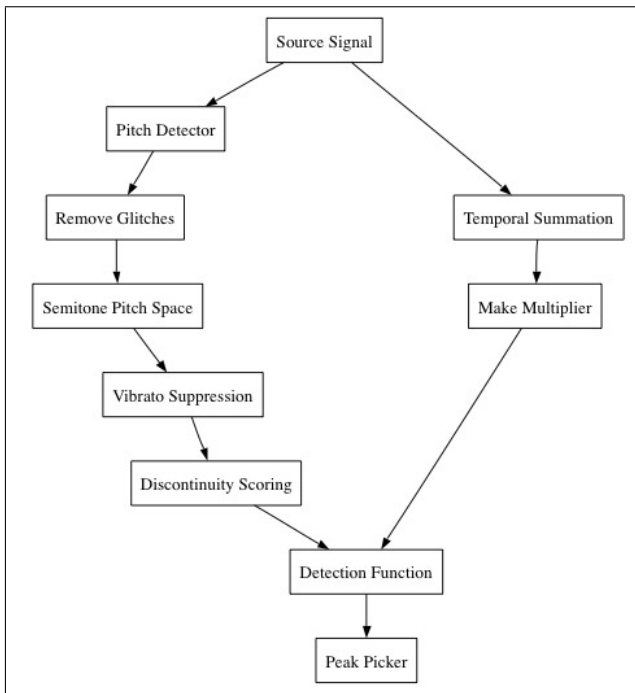 Source Signal
Pitch Detector
Remove Glitches
Temporal Summation
Semitone Pitch Space
Make Multiplier
Vibrato Suppression
Discontinuity Scoring
Detection Function
Peak Picker